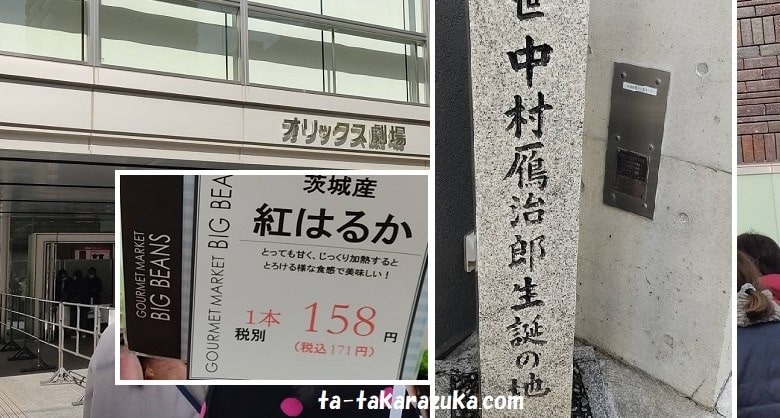 オリックス劇場
GOURMET MARKET
BIG BEANS
GOURMET MARKET BIG BEA
茨城産
紅はるか
とっても甘く、じっくり加熱すると
とろける様な食感で美味しい!
1本
税別
158円
(税込171円)
世中村鴈治郎生誕の地
ta-takarazuka.com